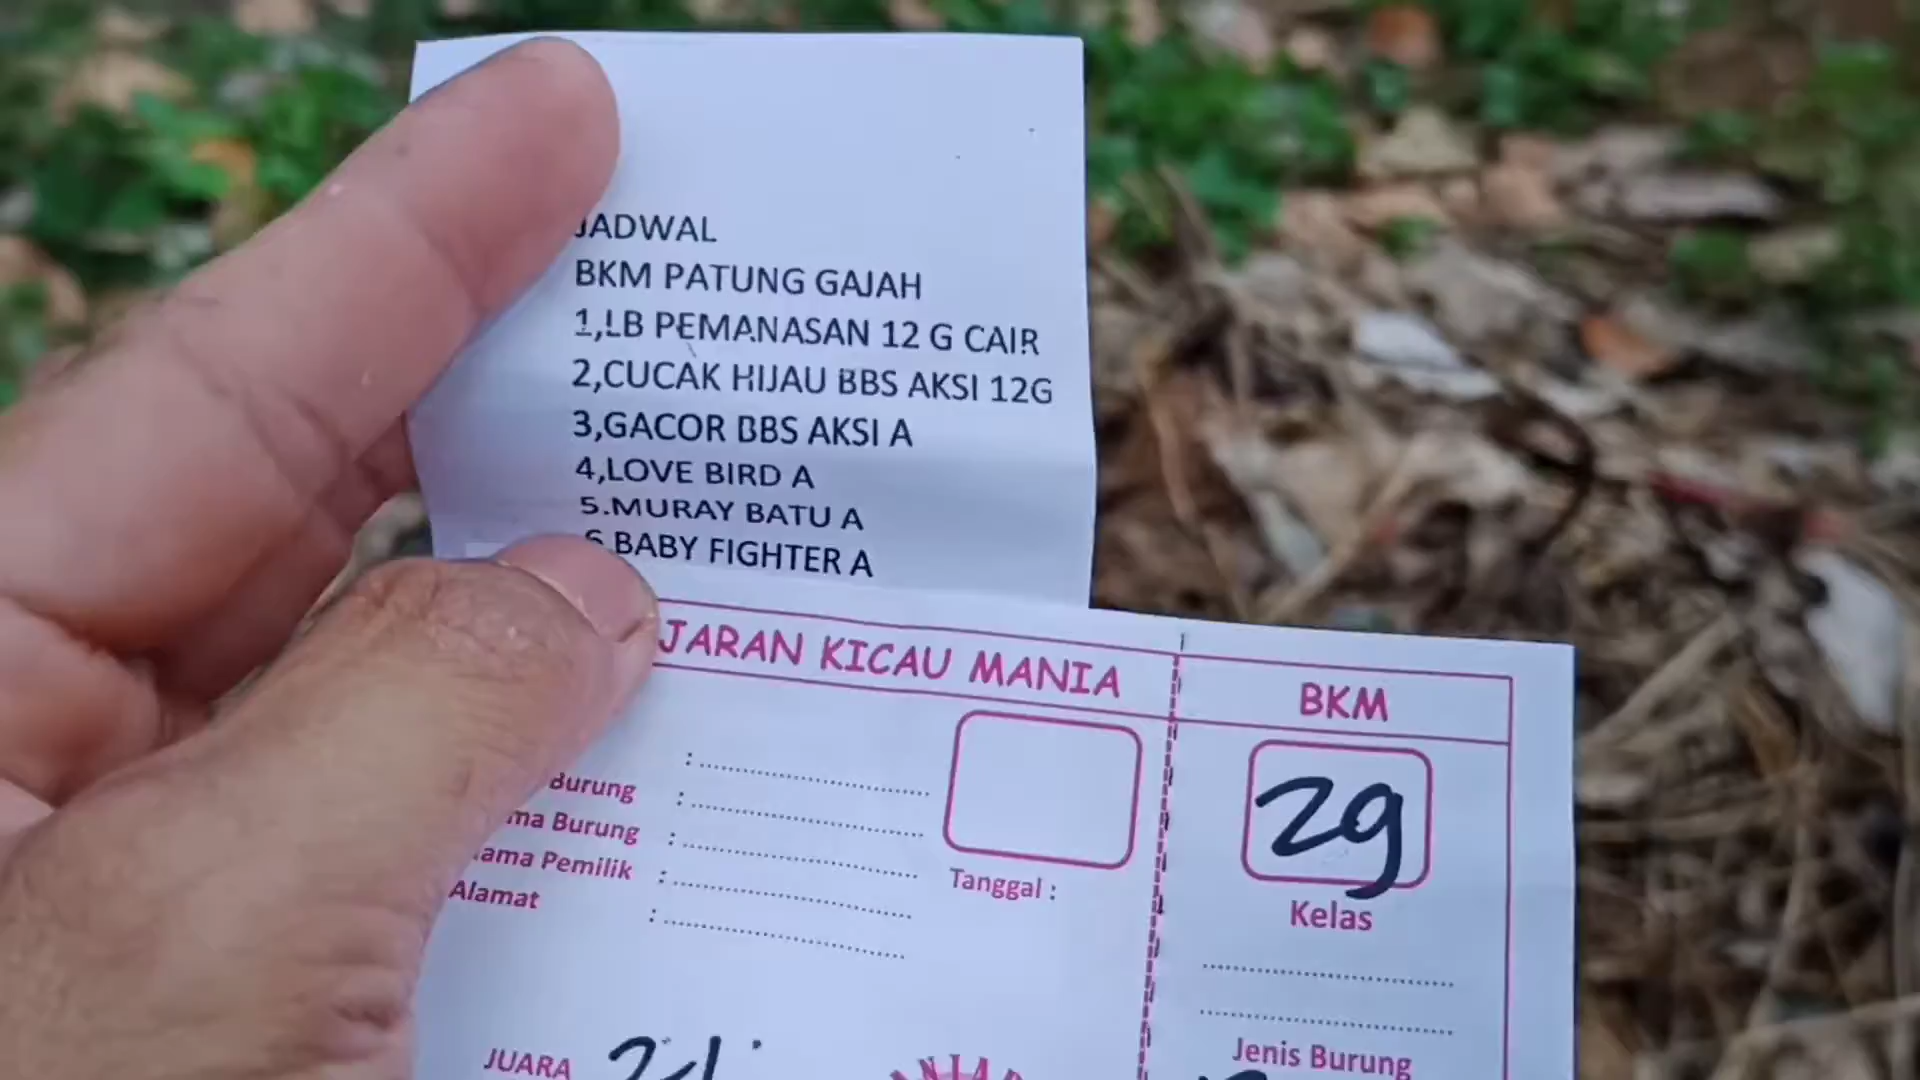 JADWAL
BKM PATUNG GAJAH
1,LB PEMANASAN 12 G CAIR
2,CUCAK HIJAU BBS AKSI 12G
3,GACOR BBS AKSI A
4,LOVE BIRD A
5.MURAY BATU A
6.BABY FIGHTER A
JARAN KICAU MANIA
BKM
29
:
Burung :
ma Burung :
ama Pemilik :
Alamat :
Tanggal :
Kelas
Jenis Burung
JUARA